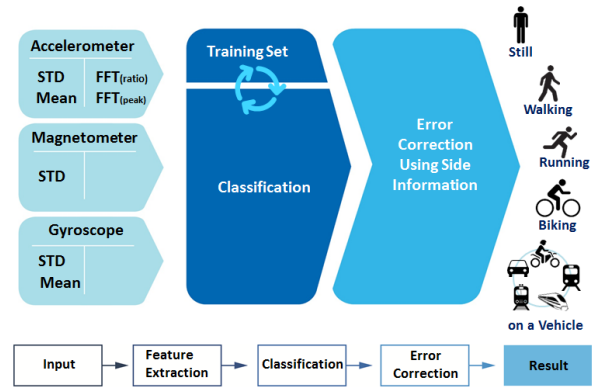 Accelerometer
STD FFT(ratio)
Mean FFT(peak)
Magnetometer
STD
Gyroscope
STD
Mean
Training Set
Classification
Error
Correction
Using Side
Information
Still
Walking
Running
Biking
on a Vehicle
Input
Feature
Extraction
Classification
Error
Correction
Result